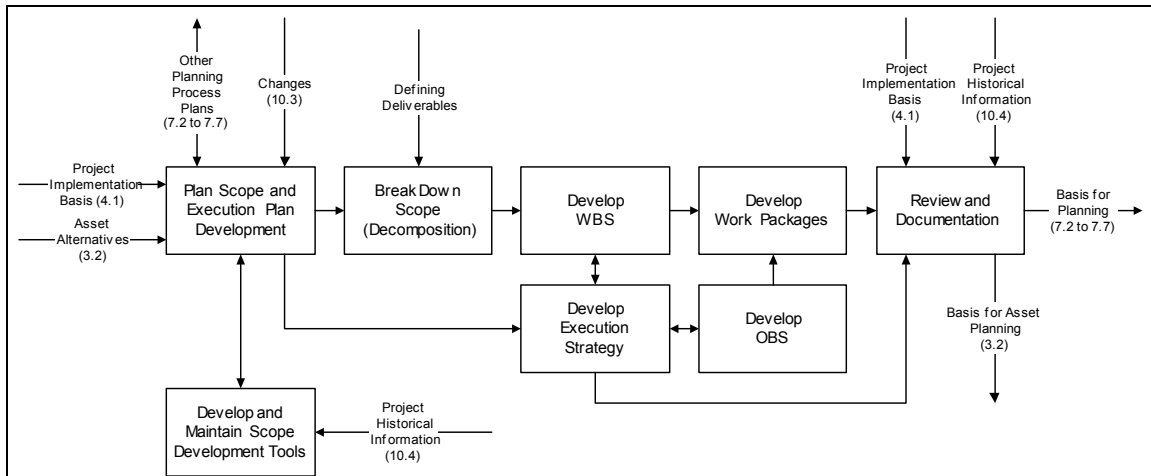 Other
Planning
Process
Plans
(7.2 to 7.7)
Changes
(10.3)
Defining
Deliverables
Project
Implementation
Basis
(4.1)
Project
Historical
Information
(10.4)
Project
Implementation
Basis (4.1)
Asset
Alternatives
(3.2)
Plan Scope and
Execution Plan
Development
Break Down
Scope
(Decomposition)
Develop
WBS
Develop
Work Packages
Review and
Documentation
Basis for
Planning
(7.2 to 7.7)
Develop
Execution
Strategy
Develop
OBS
Basis for Asset
Planning
(3.2)
Develop and
Maintain Scope
Development Tools
Project
Historical
Information
(10.4)